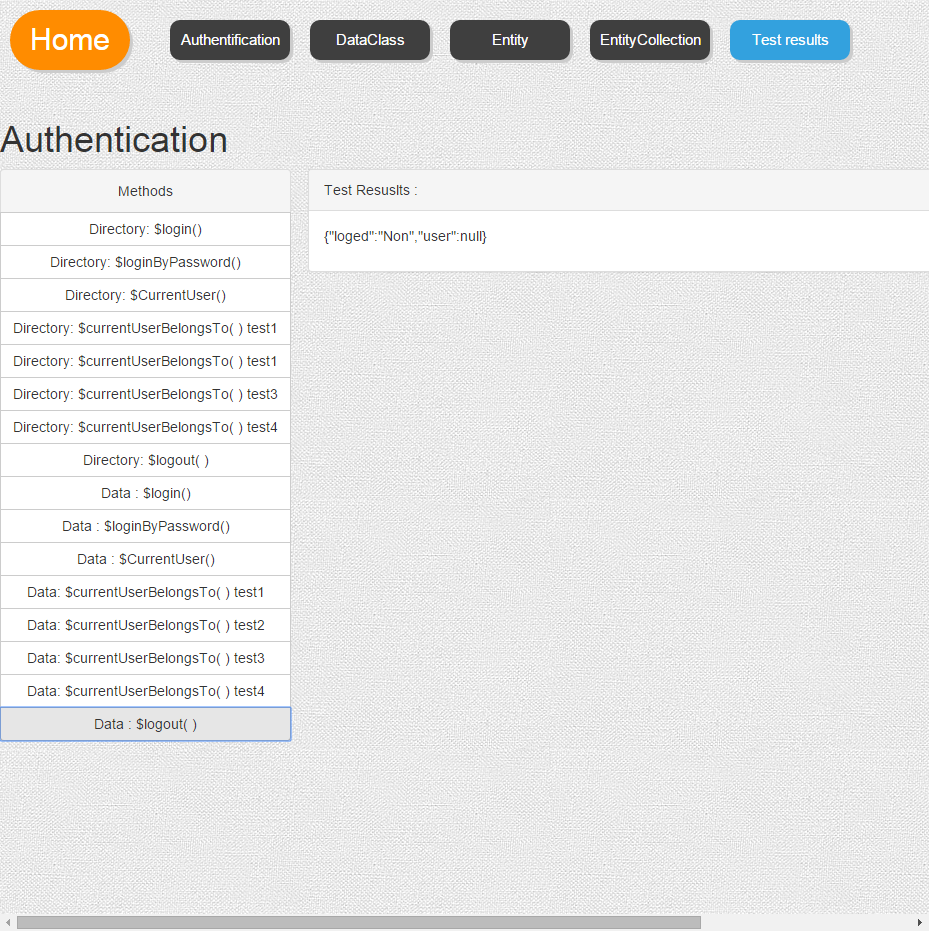 Home
Authentification
DataClass
Entity
EntityCollection
Test results
Authentication
Methods
Directory: $login()
Directory: $loginByPassword()
Directory: $CurrentUser()
Directory: $currentUserBelongsTo( ) test1
Directory: $currentUserBelongsTo( ) test1
Directory: $currentUserBelongsTo( ) test3
Directory: $currentUserBelongsTo( ) test4
Directory: $logout( )
Data : $login()
Data : $loginByPassword()
Data : $CurrentUser()
Data: $currentUserBelongsTo( ) test1
Data: $currentUserBelongsTo( ) test2
Data: $currentUserBelongsTo( ) test3
Data: $currentUserBelongsTo( ) test4
Data : $logout( )
Test Resuslts :
{"loged":"Non","user":null}